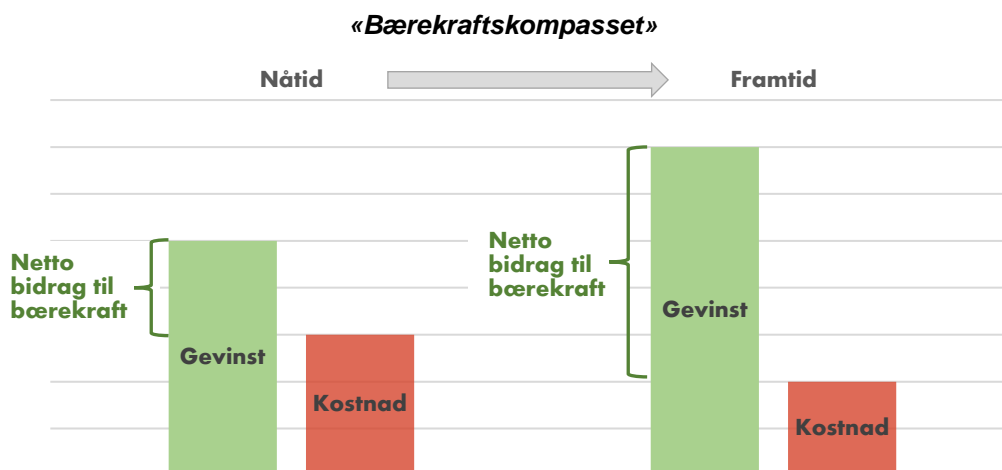 «Bærekraftskompasset»
Nåtid
Framtid
Netto
bidrag til
bærekraft
Gevinst
Kostnad
Netto
bidrag til
bærekraft
Gevinst
Kostnad